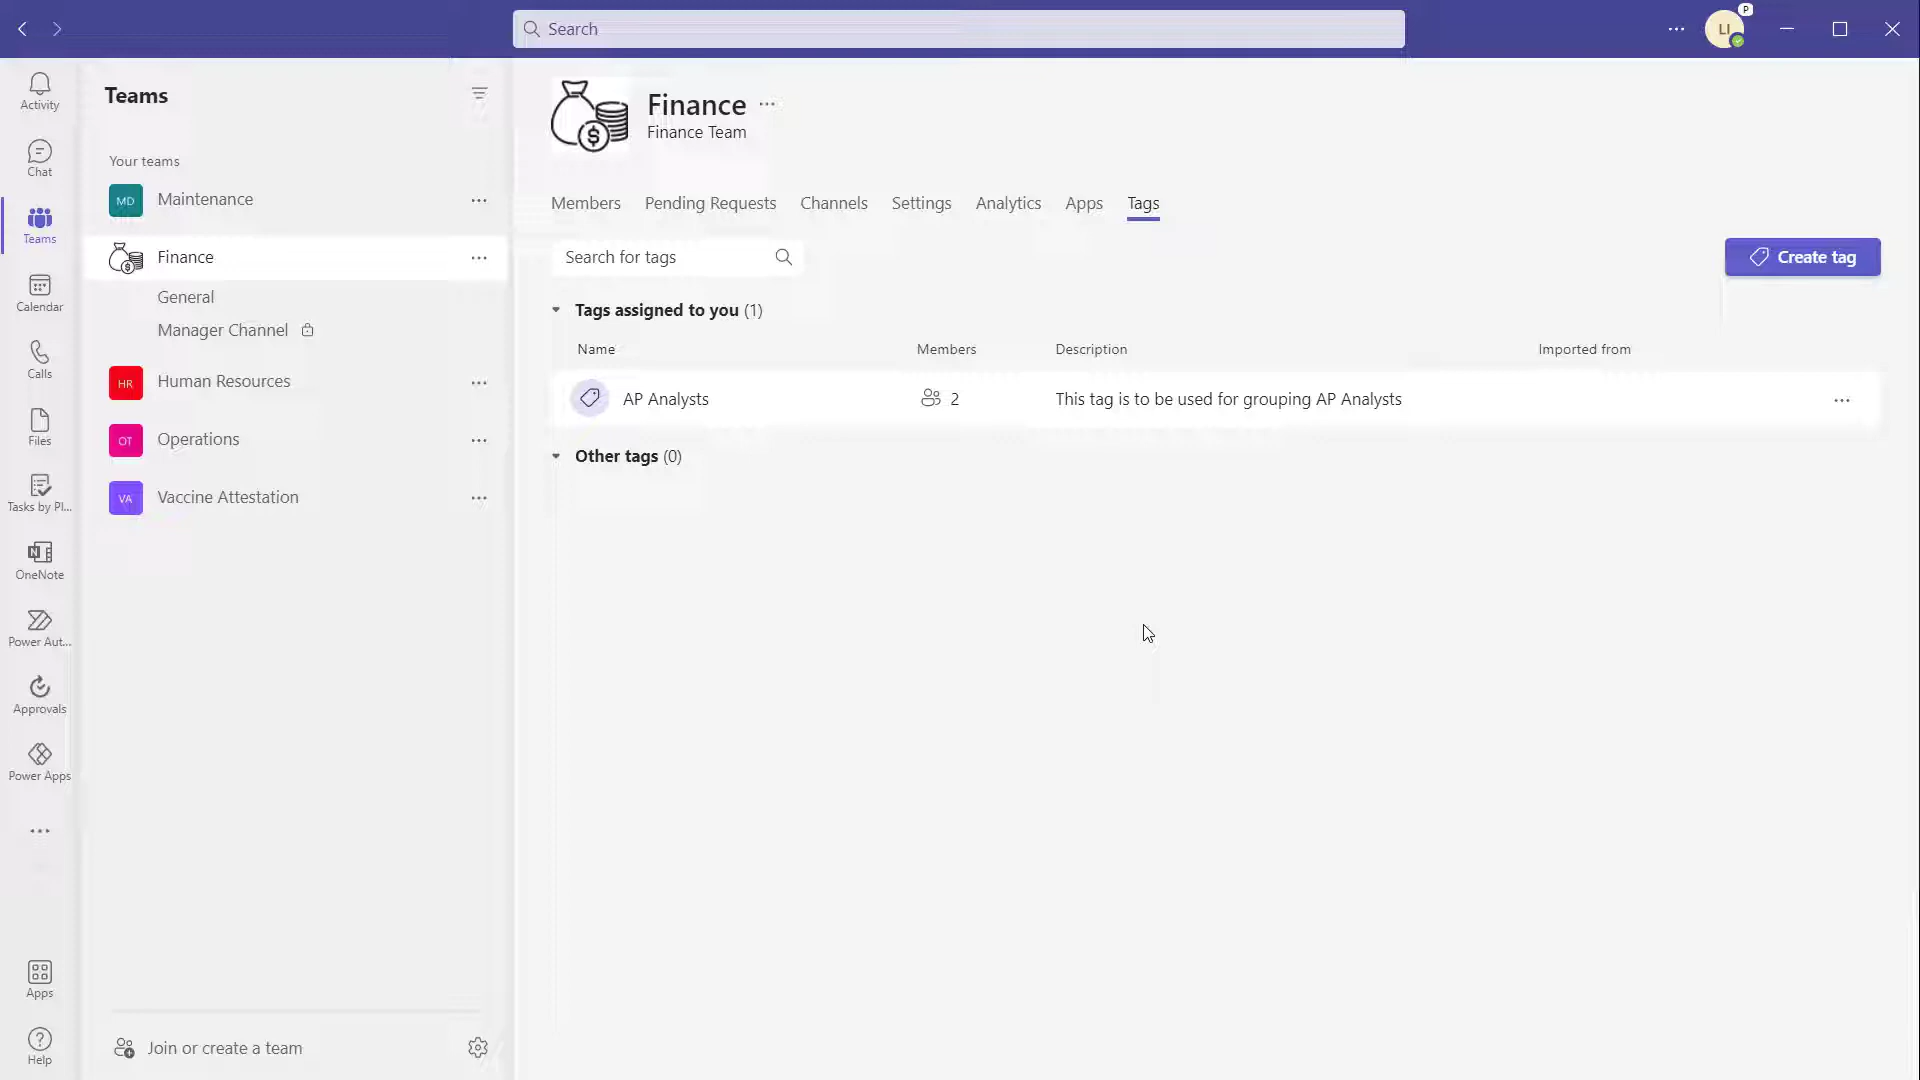 Search
LI
P
Activity
Chat
Teams
Calendar
Calls
Files
Tasks by Pl...
OneNote
Power Aut...
Approvals
Power Apps
Apps
Help
Teams
Your teams
MD Maintenance
Finance
General
Manager Channel
HR Human Resources
OT Operations
VA Vaccine Attestation
Join or create a team
Finance
Finance Team
Members Pending Requests Channels Settings Analytics Apps Tags
Search for tags
Create tag
Tags assigned to you (1)
Name Members Description Imported from
AP Analysts 2 This tag is to be used for grouping AP Analysts
Other tags (0)